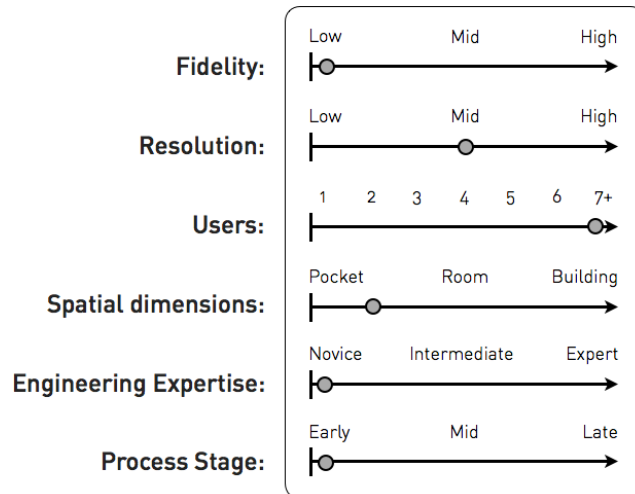 Low Mid High
Fidelity:
Low Mid High
Resolution:
1 2 3 4 5 6 7+
Users:
Pocket Room Building
Spatial dimensions:
Novice Intermediate Expert
Engineering Expertise:
Early Mid Late
Process Stage: